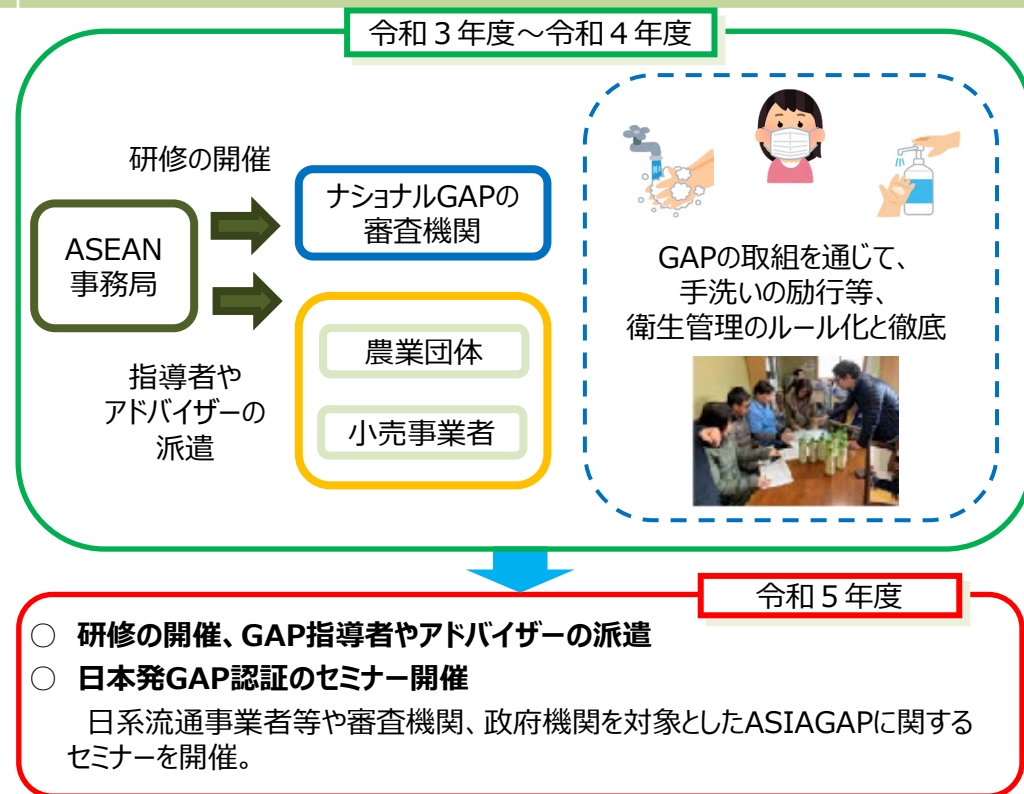 令和３年度～令和４年度
研修の開催
ASEAN
事務局
指導者や
アドバイザーの
派遣
ナショナルGAPの
審査機関
農業団体
小売事業者
GAPの取組を通じて、
手洗いの励行等、
衛生管理のルール化と徹底
令和５年度
○ 研修の開催、GAP指導者やアドバイザーの派遣
○ 日本発GAP認証のセミナー開催
日系流通事業者等や審査機関、政府機関を対象としたASIAGAPに関する
セミナーを開催。